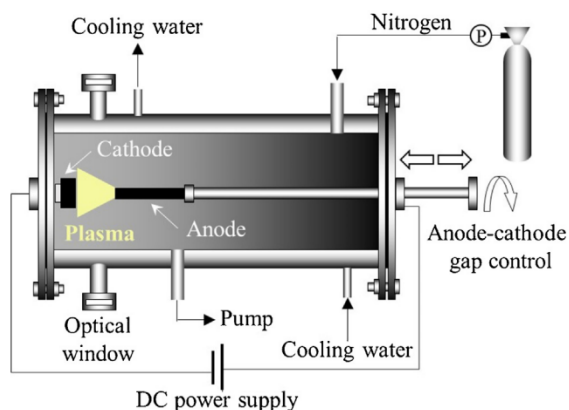 Cooling water
Nitrogen
P
Cathode
Plasma
Anode
Anode-cathode
gap control
Optical
window
Pump
Cooling water
DC power supply